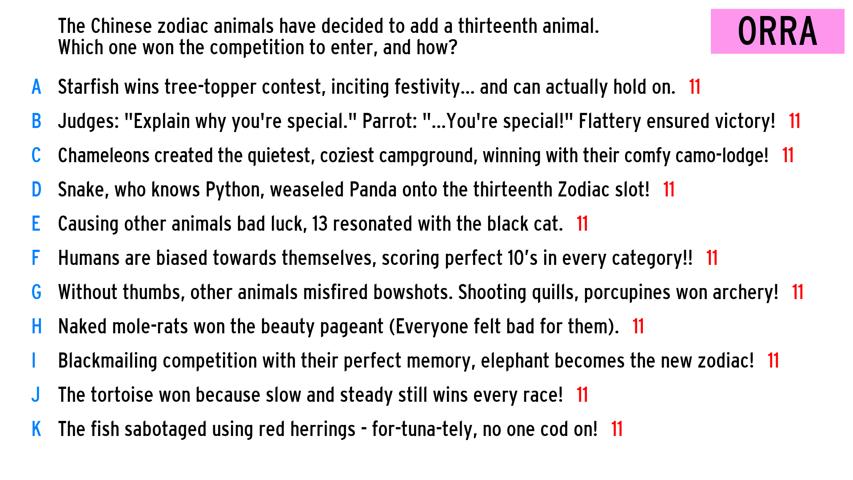 The Chinese zodiac animals have decided to add a thirteenth animal.
Which one won the competition to enter, and how?
ORRA
A Starfish wins tree-topper contest, inciting festivity... and can actually hold on. 11
B Judges: "Explain why you're special." Parrot: "...You're special!" Flattery ensured victory! 11
C Chameleons created the quietest, coziest campground, winning with their comfy camo-lodge! 11
D Snake, who knows Python, weaseled Panda onto the thirteenth Zodiac slot! 11
E Causing other animals bad luck, 13 resonated with the black cat. 11
F Humans are biased towards themselves, scoring perfect 10's in every category!! 11
G Without thumbs, other animals misfired bowshots. Shooting quills, porcupines won archery! 11
H Naked mole-rats won the beauty pageant (Everyone felt bad for them). 11
I Blackmailing competition with their perfect memory, elephant becomes the new zodiac! 11
J The tortoise won because slow and steady still wins every race! 11
K The fish sabotaged using red herrings - for-tuna-tely, no one cod on! 11